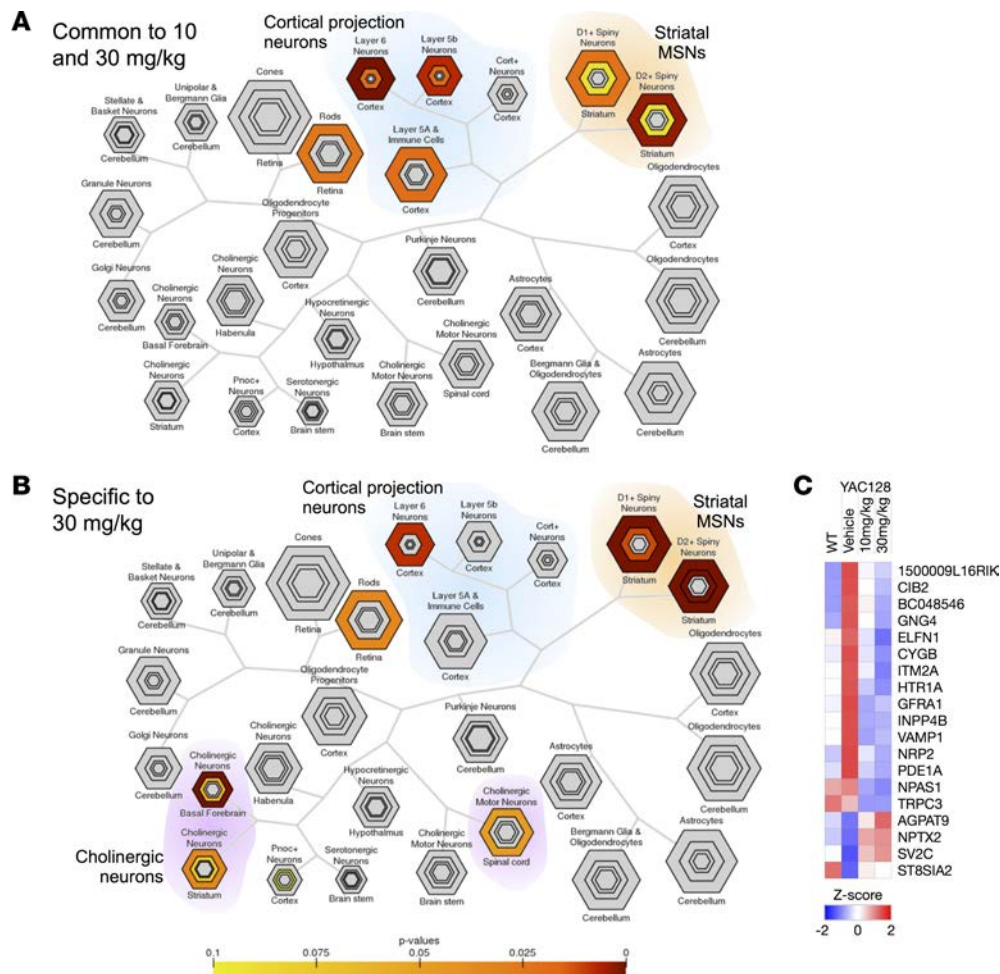 A
Common to 10
and 30 mg/kg
Cortical projection
neurons
Striatal
MSNs
Layer 6
Neurons
Cortex
Layer 5b
Neurons
Cortex
Cort+
Neurons
Cortex
D1+ Spiny
Neurons
Striatum
D2+ Spiny
Neurons
Striatum
Stellate &
Basket Neurons
Cerebellum
Unipolar &
Bergmann Glia
Cerebellum
Cones
Retina
Rods
Retina
Layer 5A &
Immune Cells
Cortex
Oligodendrocytes
Cortex
Granule Neurons
Cerebellum
Oligodendrocyte
Progenitors
Cortex
Purkinje Neurons
Cerebellum
Oligodendrocytes
Cerebellum
Golgi Neurons
Cerebellum
Cholinergic
Neurons
Basal Forebrain
Cholinergic
Neurons
Habenula
Hypocretinergic
Neurons
Hypothalmus
Cholinergic
Motor Neurons
Spinal cord
Astrocytes
Cortex
Cholinergic
Neurons
Striatum
Pnoc+
Neurons
Cortex
Serotonergic
Neurons
Brain stem
Cholinergic
Motor Neurons
Brain stem
Bergmann Glia &
Oligodendrocytes
Cerebellum
Astrocytes
Cerebellum
B
Specific to
30 mg/kg
Cortical projection
neurons
Striatal
MSNs
Layer 6
Neurons
Cortex
Layer 5b
Neurons
Cortex
Cort+
Neurons
Cortex
D1+ Spiny
Neurons
Striatum
D2+ Spiny
Neurons
Striatum
Stellate &
Basket Neurons
Cerebellum
Unipolar &
Bergmann Glia
Cerebellum
Cones
Retina
Rods
Retina
Layer 5A &
Immune Cells
Cortex
Oligodendrocytes
Cortex
Granule Neurons
Cerebellum
Oligodendrocyte
Progenitors
Cortex
Purkinje Neurons
Cerebellum
Oligodendrocytes
Cerebellum
Golgi Neurons
Cerebellum
Cholinergic
Neurons
Basal Forebrain
Cholinergic
Neurons
Habenula
Hypocretinergic
Neurons
Hypothalmus
Cholinergic
Motor Neurons
Spinal cord
Astrocytes
Cortex
Cholinergic
neurons
Cholinergic
Neurons
Striatum
Pnoc+
Neurons
Cortex
Serotonergic
Neurons
Brain stem
Cholinergic
Motor Neurons
Brain stem
Bergmann Glia &
Oligodendrocytes
Cerebellum
Astrocytes
Cerebellum
p-values
0.1 0.075 0.05 0.025 0
C
YAC128
WT
Vehicle
10mg/kg
30mg/kg
1500009L16RIK
CIB2
BC048546
GNG4
ELFN1
CYGB
ITM2A
HTR1A
GFRA1
INPP4B
VAMP1
NRP2
PDE1A
NPAS1
TRPC3
AGPAT9
NPTX2
SV2C
ST8SIA2
Z-score
-2 0 2